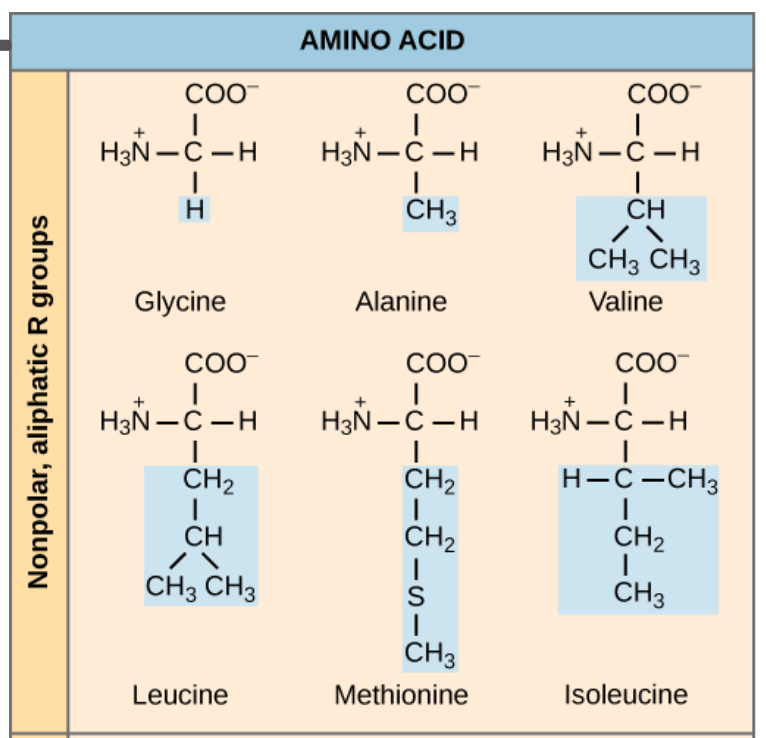 AMINO ACID
Nonpolar, aliphatic R groups
COO⁻
H₃N⁺—C—H
H
Glycine
COO⁻
H₃N⁺—C—H
CH₃
Alanine
COO⁻
H₃N⁺—C—H
CH
CH₃ CH₃
Valine
COO⁻
H₃N⁺—C—H
CH₂
CH
CH₃ CH₃
Leucine
COO⁻
H₃N⁺—C—H
CH₂
CH₂
S
CH₃
Methionine
COO⁻
H₃N⁺—C—H
H—C—CH₃
CH₂
CH₃
Isoleucine